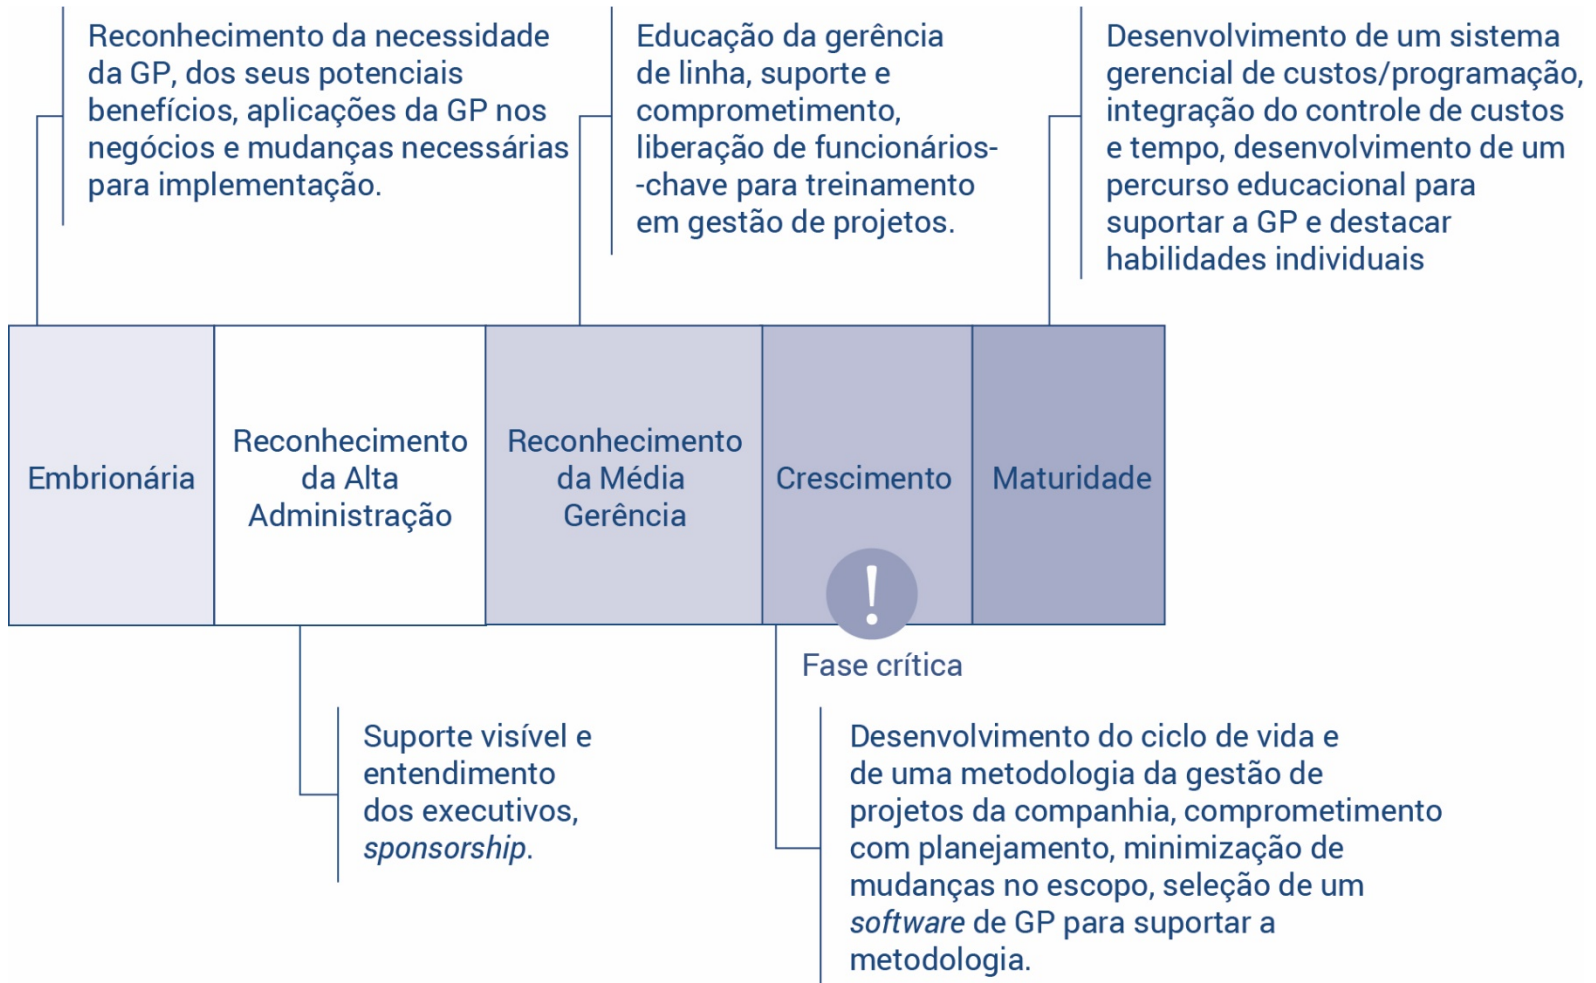 Reconhecimento da necessidade
da GP, dos seus potenciais
benefícios, aplicações da GP nos
negócios e mudanças necessárias
para implementação.
Educação da gerência
de linha, suporte e
comprometimento,
liberação de funcionários-
-chave para treinamento
em gestão de projetos.
Desenvolvimento de um sistema
gerencial de custos/programação,
integração do controle de custos
e tempo, desenvolvimento de um
percurso educacional para
suportar a GP e destacar
habilidades individuais
Embrionária
Reconhecimento
da Alta
Administração
Reconhecimento
da Média
Gerência
Crescimento
Maturidade
!
Fase crítica
Suporte visível e
entendimento
dos executivos,
sponsorship.
Desenvolvimento do ciclo de vida e
de uma metodologia da gestão de
projetos da companhia, comprometimento
com planejamento, minimização de
mudanças no escopo, seleção de um
software de GP para suportar a
metodologia.